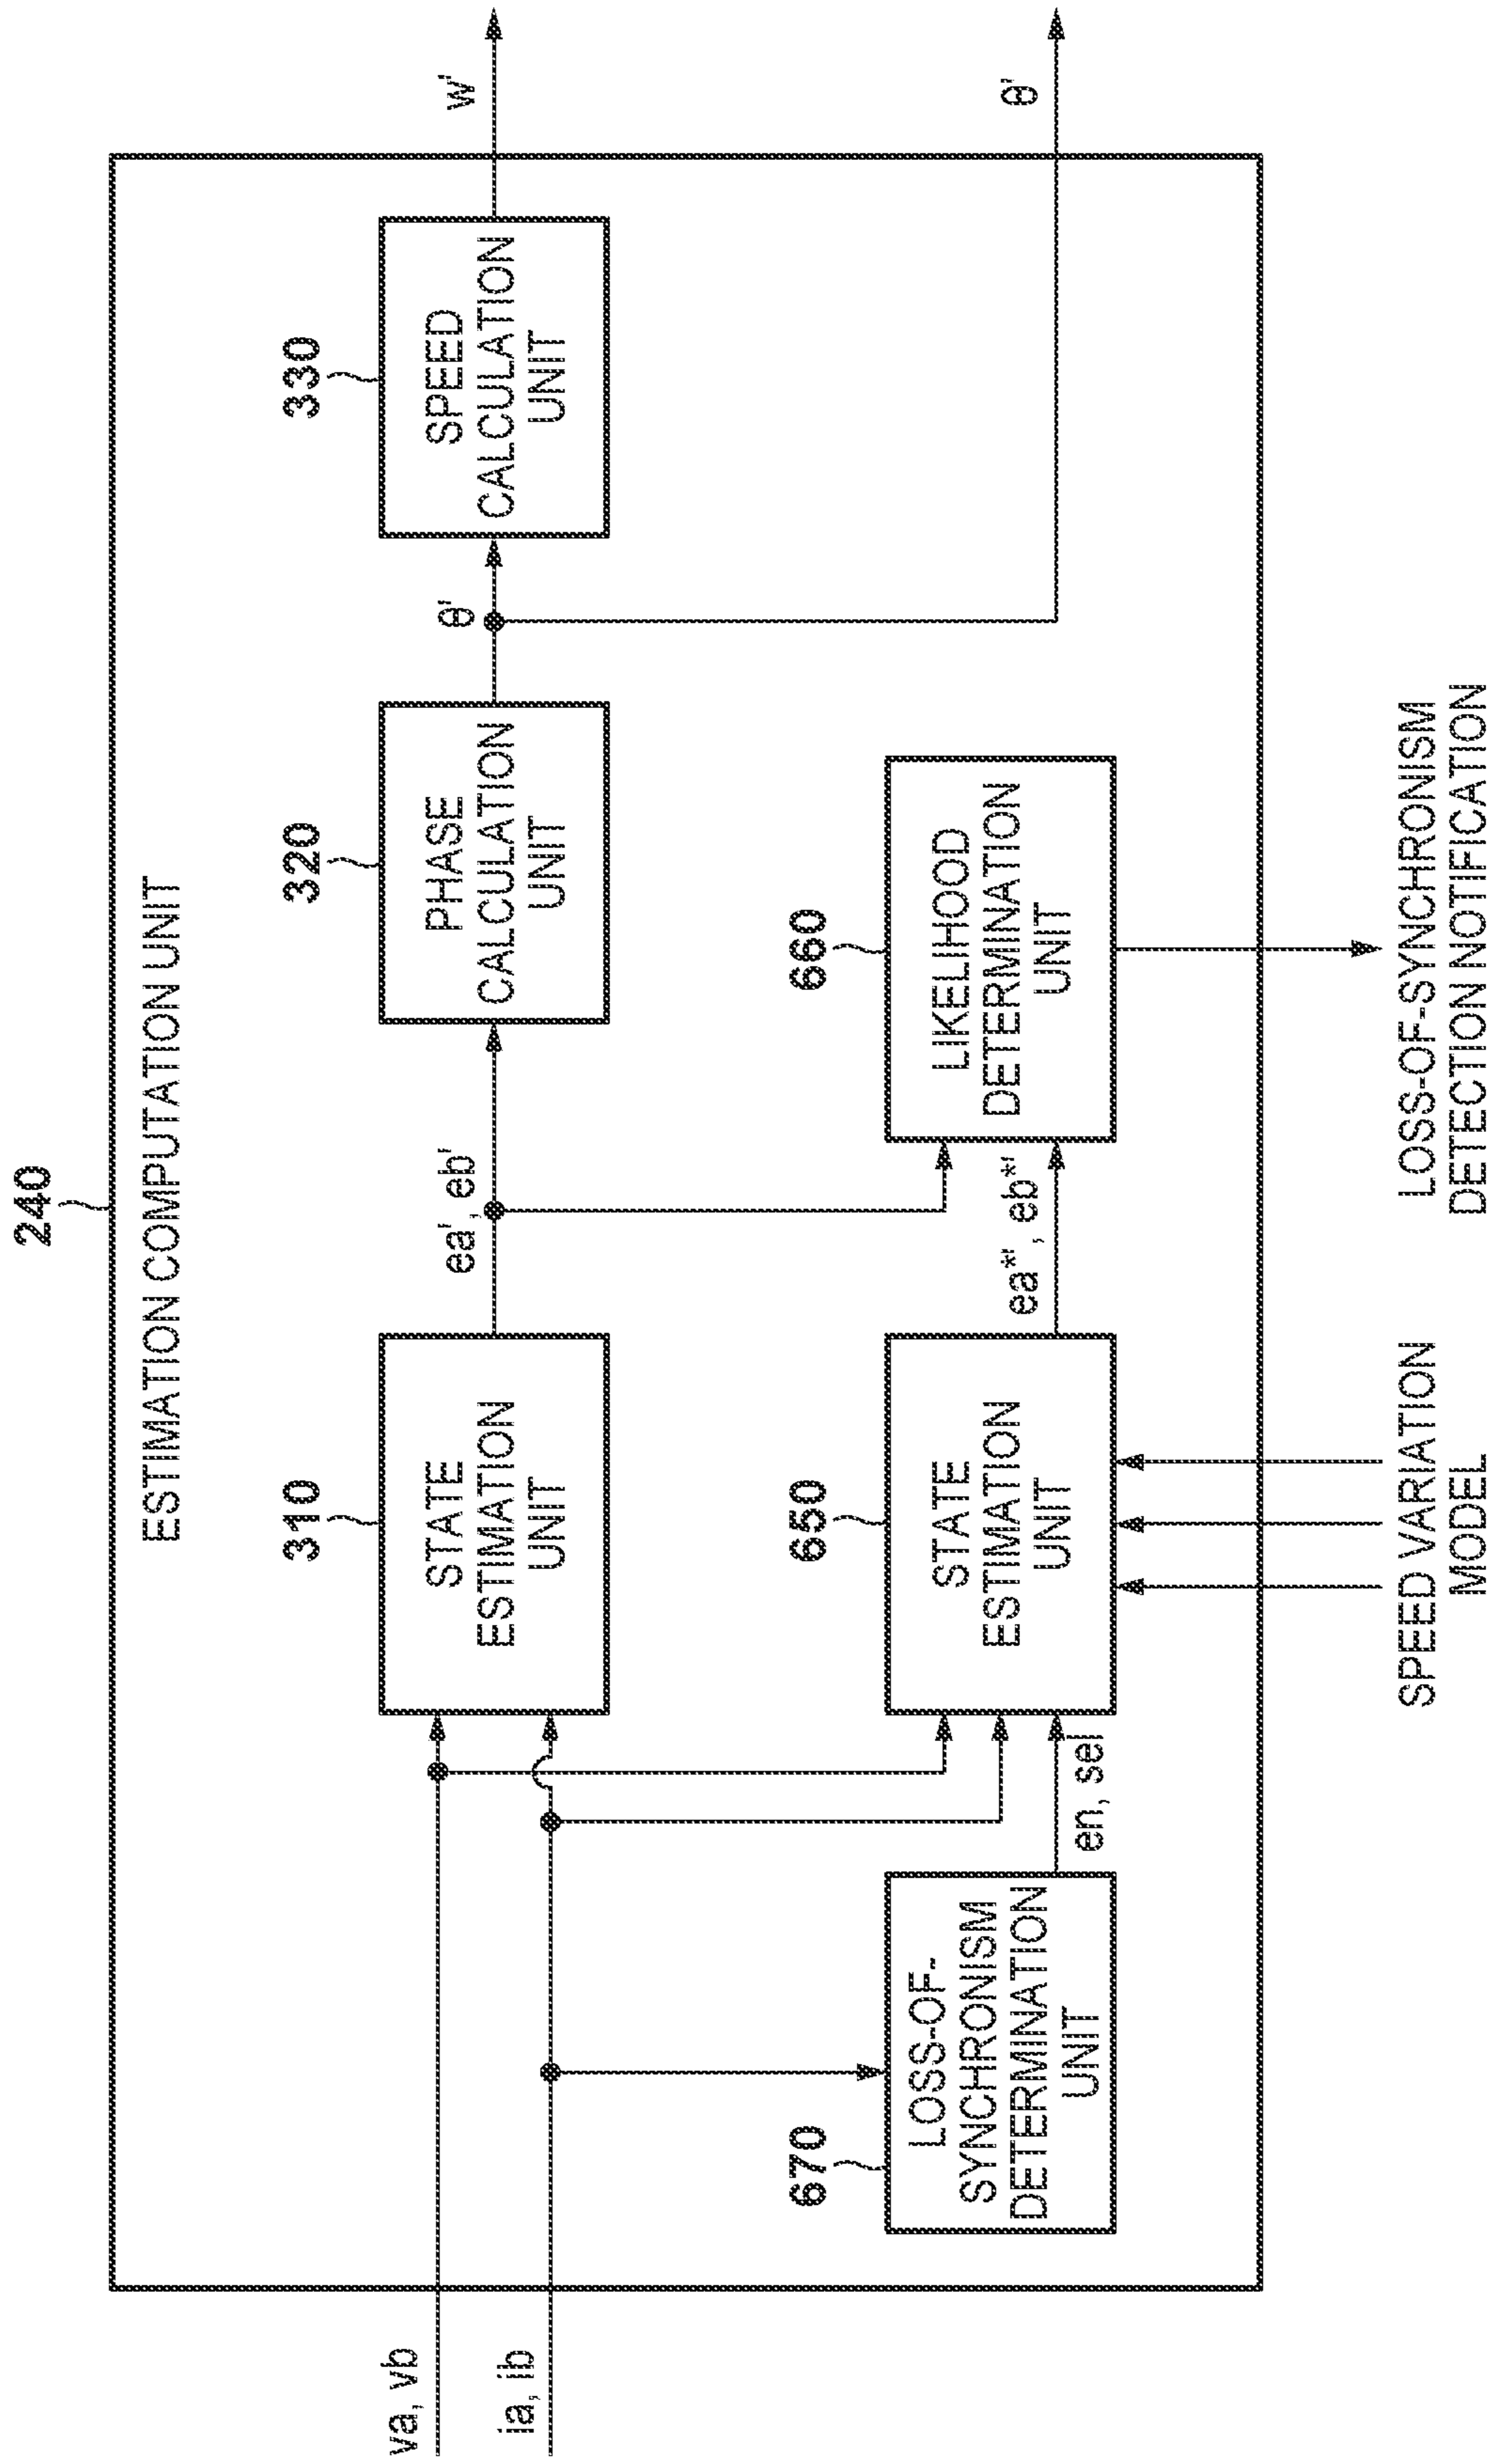 240
ESTIMATION COMPUTATION UNIT
va, vb
ia, ib
310
STATE
ESTIMATION
UNIT
ea', eb'
320
PHASE
CALCULATION
UNIT
θ'
330
SPEED
CALCULATION
UNIT
w'
670
LOSS-OF-
SYNCHRONISM
DETERMINATION
UNIT
en, sel
650
STATE
ESTIMATION
UNIT
ea*', eb*'
660
LIKELIHOOD
DETERMINATION
UNIT
θ'
SPEED VARIATION
MODEL
LOSS-OF-SYNCHRONISM
DETECTION NOTIFICATION